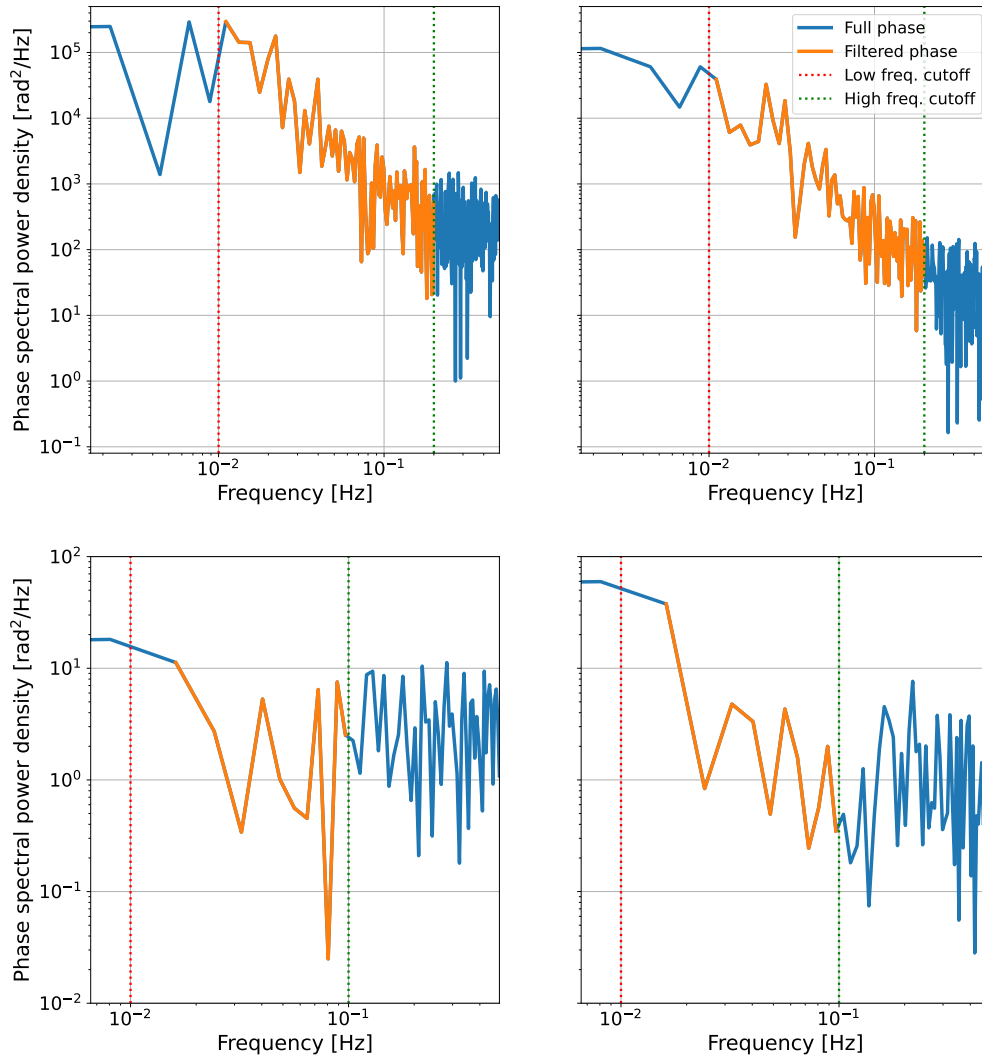 Phase spectral power density [rad²/Hz]
10⁵
10⁴
10³
10²
10¹
10⁰
10⁻¹
10⁻² 10⁻¹
Frequency [Hz]
Full phase
Filtered phase
Low freq. cutoff
High freq. cutoff
10⁻² 10⁻¹
Frequency [Hz]
Phase spectral power density [rad²/Hz]
10²
10¹
10⁰
10⁻¹
10⁻²
10⁻² 10⁻¹
Frequency [Hz]
10⁻² 10⁻¹
Frequency [Hz]